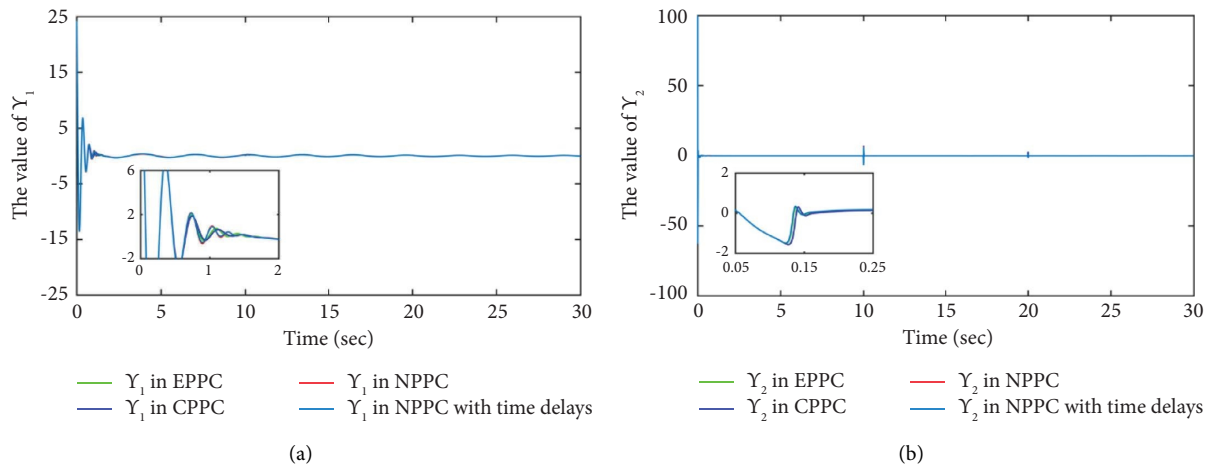 25
15
5
-5
-15
-25
The value of ϒ₁
6
2
-2
0 1 2
0 5 10 15 20 25 30
Time (sec)
ϒ₁ in EPPC
ϒ₁ in CPPC
ϒ₁ in NPPC
ϒ₁ in NPPC with time delays
(a)
100
50
0
-50
-100
The value of ϒ₂
2
0
-2
0.05 0.15 0.25
0 5 10 15 20 25 30
Time (sec)
ϒ₂ in EPPC
ϒ₂ in CPPC
ϒ₂ in NPPC
ϒ₂ in NPPC with time delays
(b)